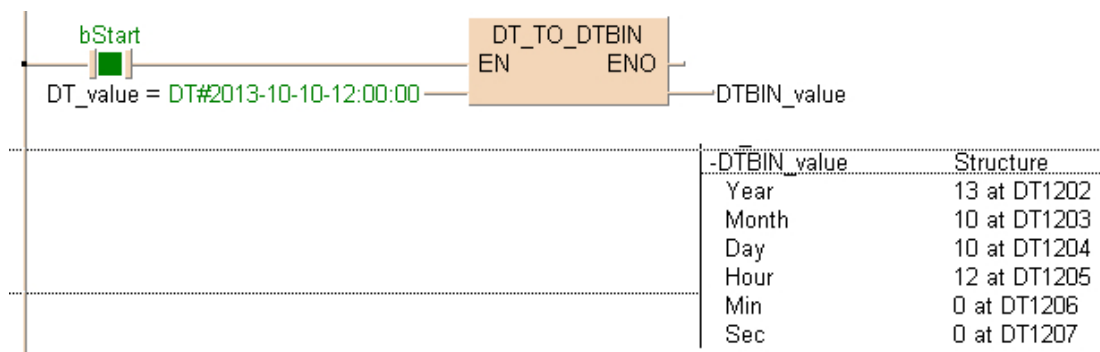 bStart
DT_TO_DTBIN
EN ENO
DT_value = DT#2013-10-10-12:00:00
DTBIN_value
-DTBIN_value Structure
Year 13 at DT1202
Month 10 at DT1203
Day 10 at DT1204
Hour 12 at DT1205
Min 0 at DT1206
Sec 0 at DT1207